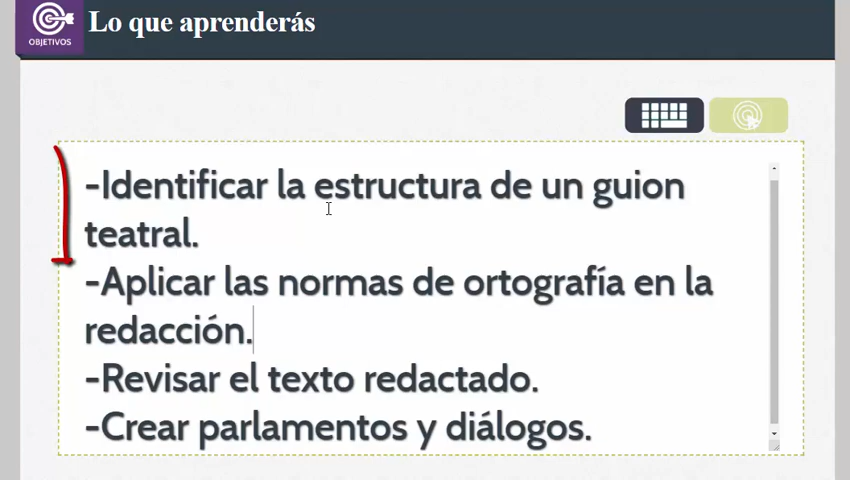 Lo que aprenderás
OBJETIVOS
-Identificar la estructura de un guion
teatral.
-Aplicar las normas de ortografía en la
redacción.
-Revisar el texto redactado.
-Crear parlamentos y diálogos.